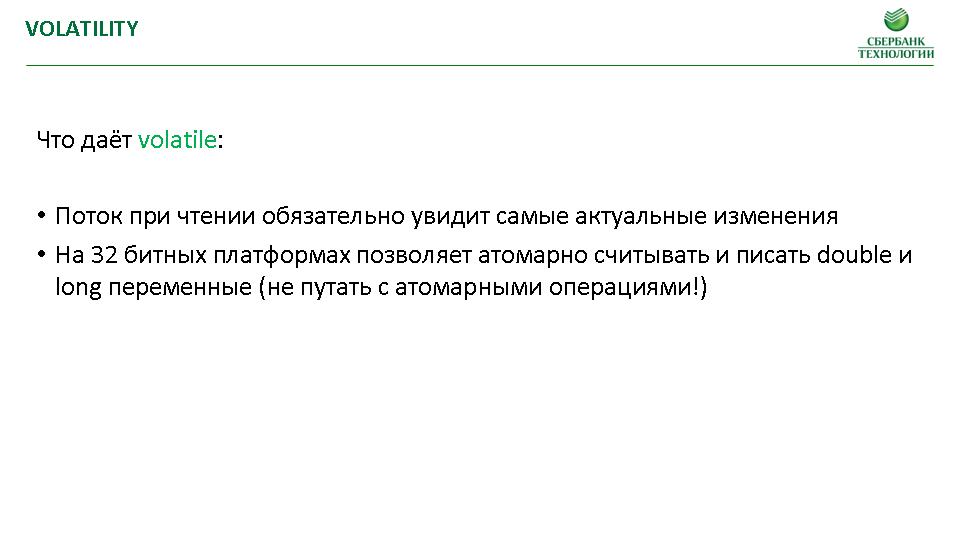 VOLATILITY
СБЕРБАНК
ТЕХНОЛОГИИ
Что даёт volatile:
• Поток при чтении обязательно увидит самые актуальные изменения
• На 32 битных платформах позволяет атомарно считывать и писать double и
long переменные (не путать с атомарными операциями!)